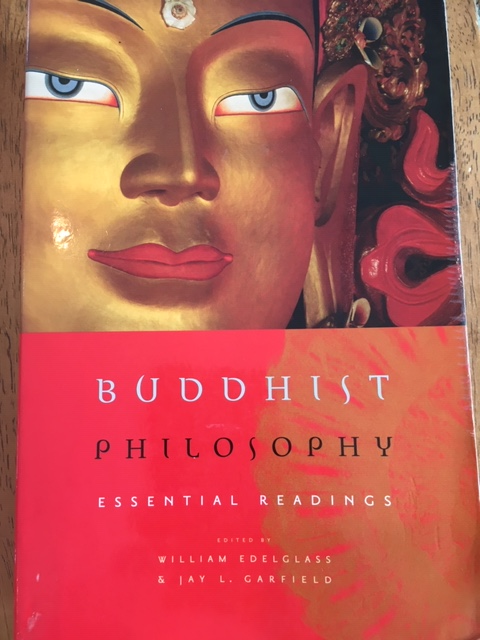 BUDDHIST
PHILOSOPHY
ESSENTIAL READINGS
EDITED BY
WILLIAM EDELGLASS
& JAY L. GARFIELD